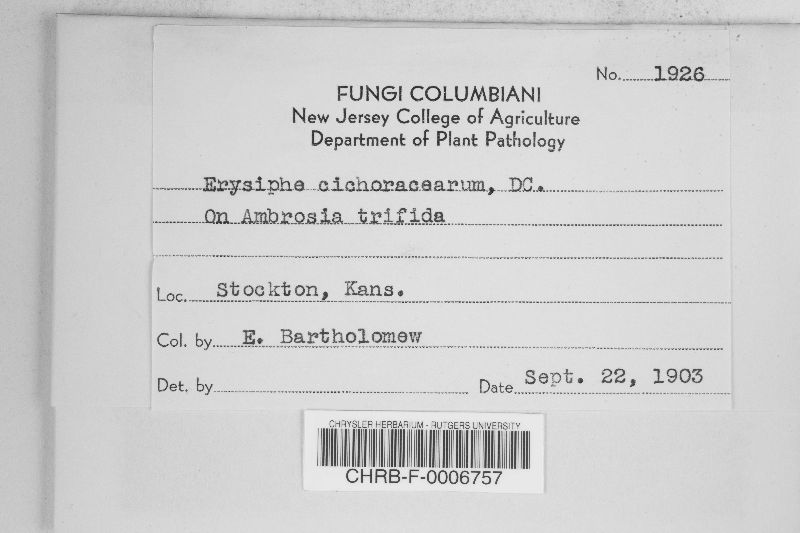 No. 1926
FUNGI COLUMBIANI
New Jersey College of Agriculture
Department of Plant Pathology
Erysiphe cichoracearum, DC.
On Ambrosia trifida
Loc. Stockton, Kans.
Col. by E. Bartholomew
Det. by
Date Sept. 22, 1903
CHRYSLER HERBARIUM - RUTGERS UNIVERSITY
CHRB-F-0006757